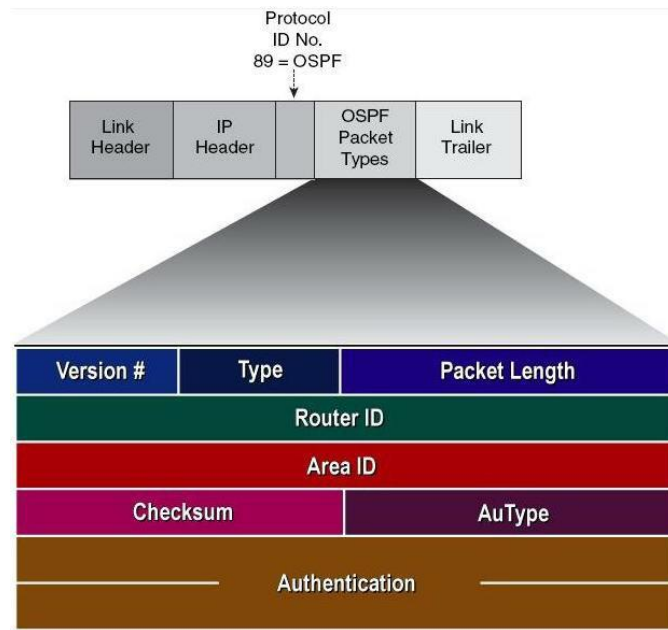 Protocol
ID No.
89 = OSPF
Link
Header
IP
Header
OSPF
Packet
Types
Link
Trailer
Version #
Type
Packet Length
Router ID
Area ID
Checksum
AuType
Authentication